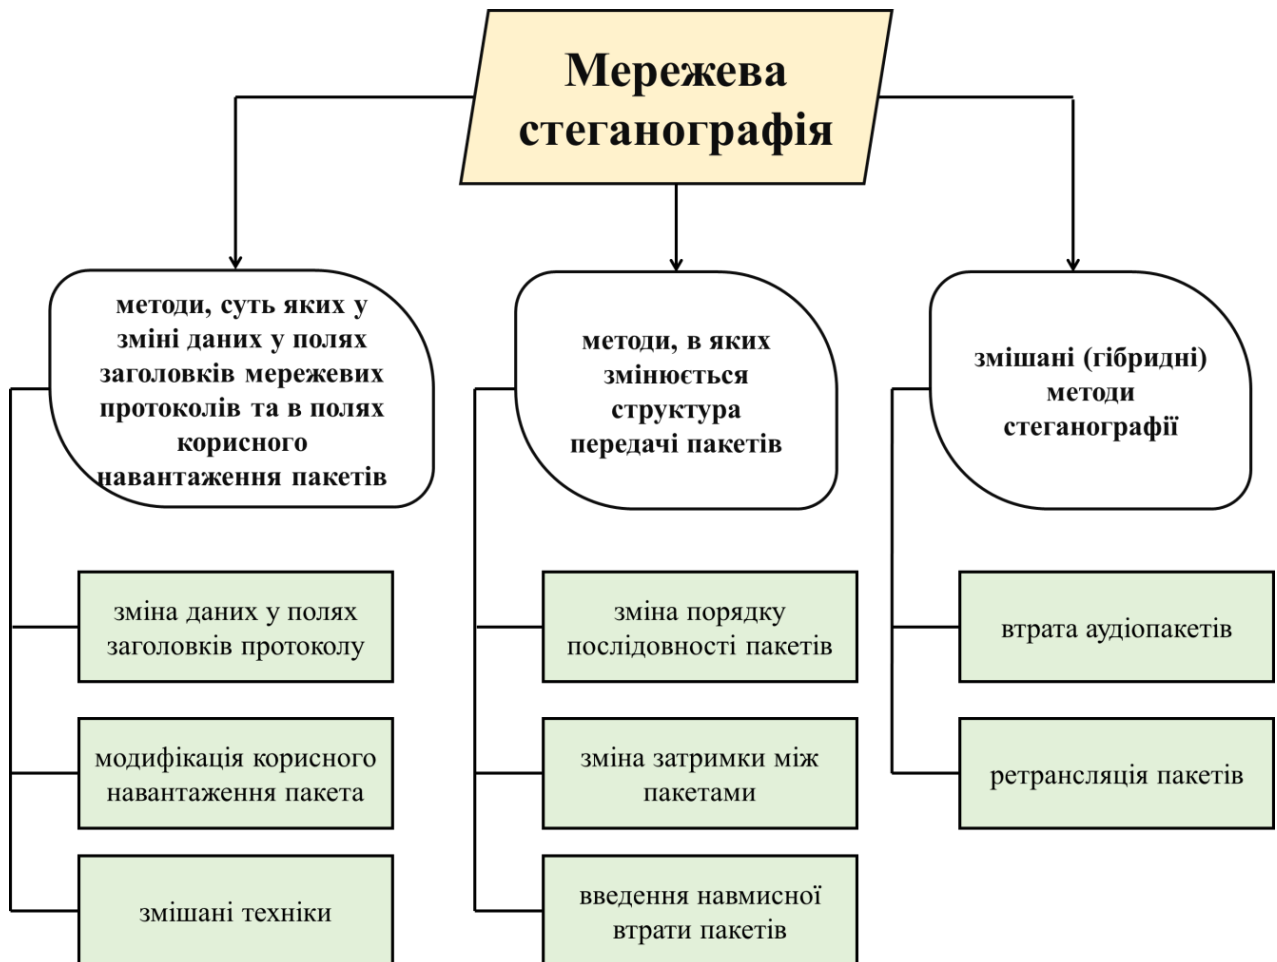 Мережева
стеганографія
методи, суть яких у
зміні даних у полях
заголовків мережевих
протоколів та в полях
корисного
навантаження пакетів
зміна даних у полях
заголовків протоколу
модифікація корисного
навантаження пакета
змішані техніки
методи, в яких
змінюється
структура
передачі пакетів
зміна порядку
послідовності пакетів
зміна затримки між
пакетами
введення навмисної
втрати пакетів
змішані (гібридні)
методи
стеганографії
втрата аудіопакетів
ретрансляція пакетів